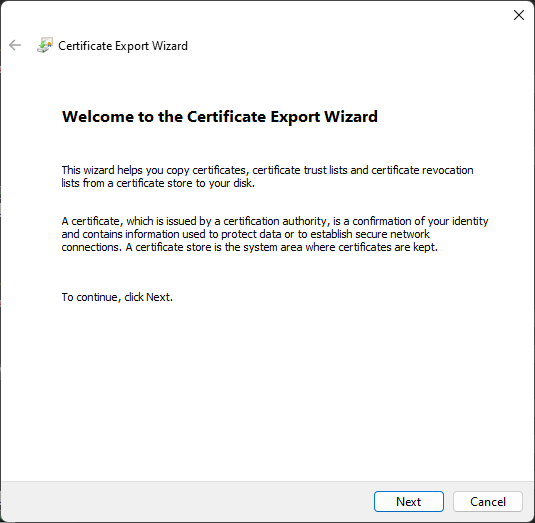 Certificate Export Wizard
Welcome to the Certificate Export Wizard
This wizard helps you copy certificates, certificate trust lists and certificate revocation
lists from a certificate store to your disk.
A certificate, which is issued by a certification authority, is a confirmation of your identity
and contains information used to protect data or to establish secure network
connections. A certificate store is the system area where certificates are kept.
To continue, click Next.
Next Cancel